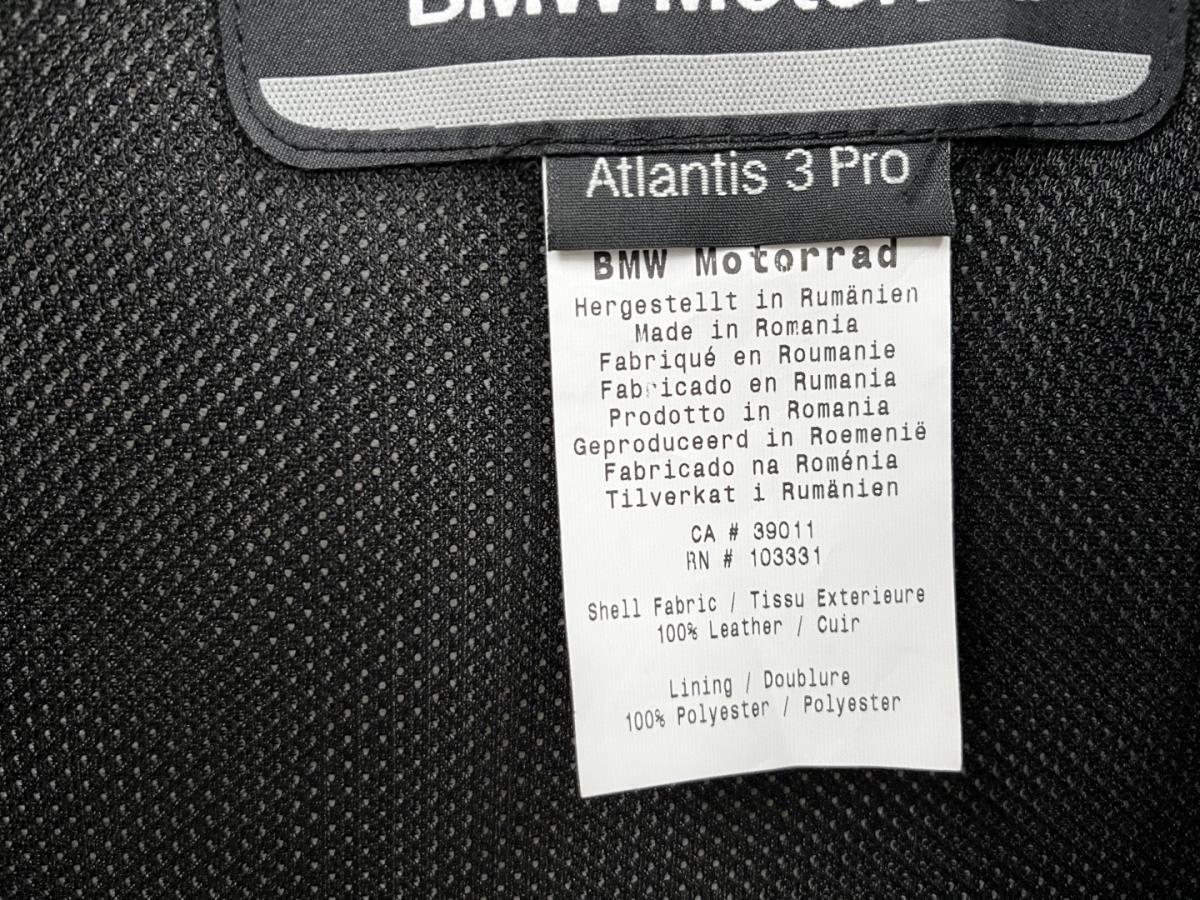 BMW
Atlantis 3 Pro
BMW Motorrad
Hergestellt in Rumänien
Made in Romania
Fabriqué en Roumanie
Fabricado en Rumania
Prodotto in Romania
Geproduceerd in Roemenië
Fabricado na Roménia
Tilverkat i Rumänien
CA # 39011
RN # 103331
Shell Fabric / Tissu Exterieure
100% Leather / Cuir
Lining / Doublure
100% Polyester / Polyester